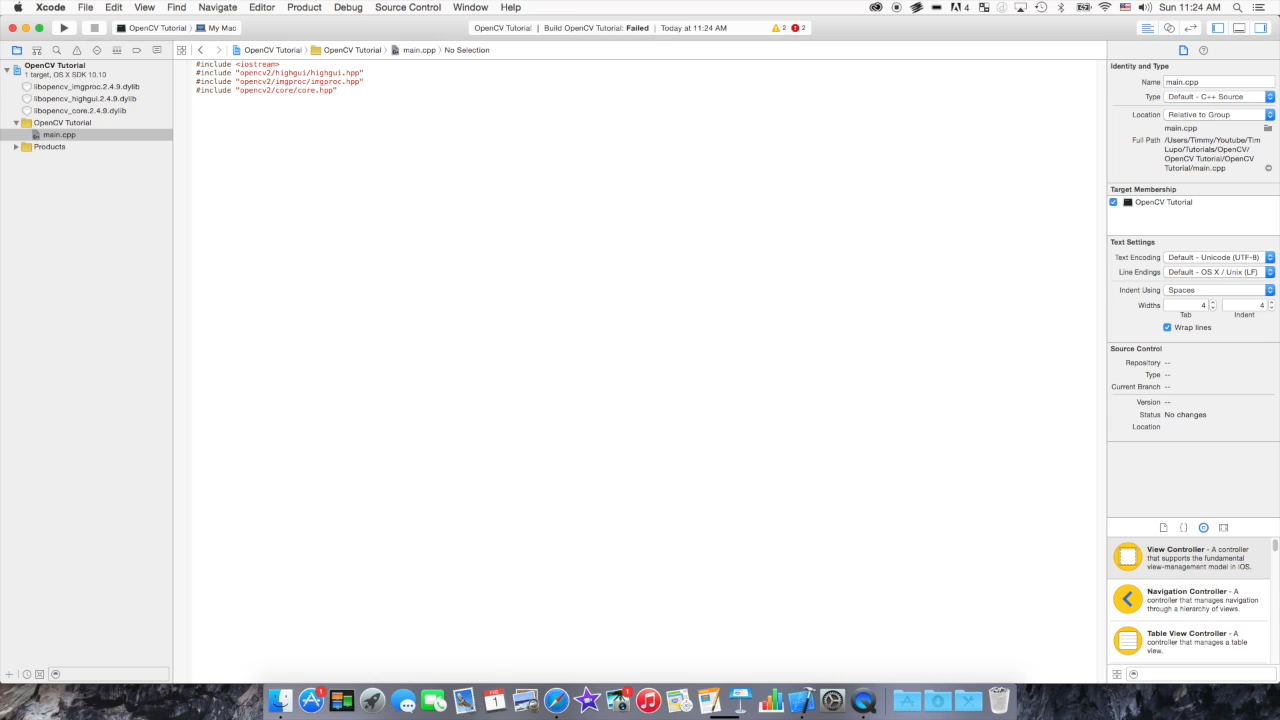 Xcode File Edit View Find Navigate Editor Product Debug Source Control Window Help
4
Sun 11:24 AM
OpenCV Tutorial 〉 My Mac
OpenCV Tutorial | Build OpenCV Tutorial: Failed | Today at 11:24 AM
2 2
OpenCV Tutorial 〉 OpenCV Tutorial 〉 main.cpp 〉 No Selection
OpenCV Tutorial
1 target, OS X SDK 10.10
libopencv_imgproc.2.4.9.dylib
libopencv_highgui.2.4.9.dylib
libopencv_core.2.4.9.dylib
OpenCV Tutorial
main.cpp
Products
#include <iostream>
#include "opencv2/highgui/highgui.hpp"
#include "opencv2/imgproc/imgproc.hpp"
#include "opencv2/core/core.hpp"
Identity and Type
Name main.cpp
Type Default - C++ Source
Location Relative to Group
main.cpp
Full Path /Users/Timmy/Youtube/Tim
Lupo/Tutorials/OpenCV/
OpenCV Tutorial/OpenCV
Tutorial/main.cpp
Target Membership
OpenCV Tutorial
Text Settings
Text Encoding Default - Unicode (UTF-8)
Line Endings Default - OS X / Unix (LF)
Indent Using Spaces
Widths 4 4
Tab Indent
Wrap lines
Source Control
Repository --
Type --
Current Branch --
Version --
Status No changes
Location
View Controller - A controller
that supports the fundamental
view-management model in iOS.
Navigation Controller - A
controller that manages navigation
through a hierarchy of views.
Table View Controller - A
controller that manages a table
view.